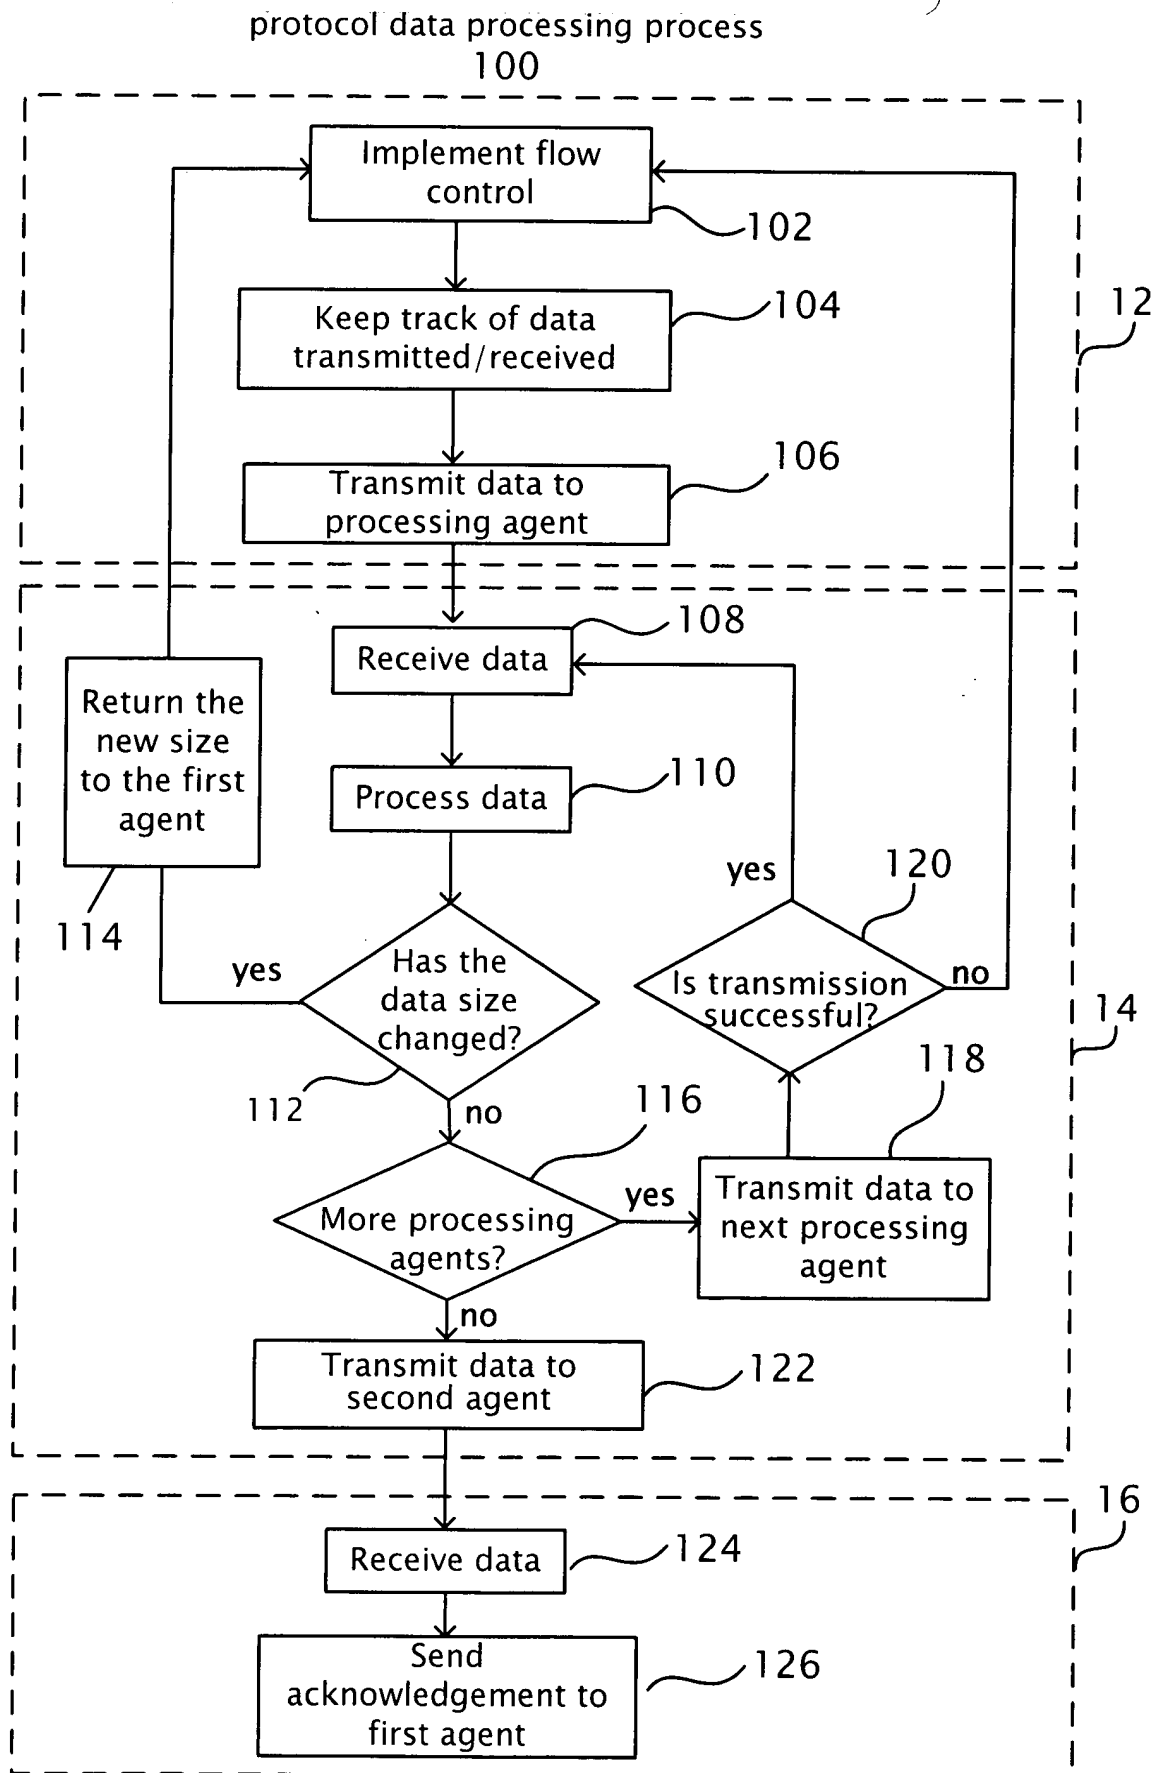 protocol data processing process
100
Implement flow
control
102
Keep track of data
transmitted/received
104
12
Transmit data to
processing agent
106
Receive data
108
Return the
new size
to the first
agent
114
Process data
110
yes
120
Has the
data size
changed?
yes
112
no
Is transmission
successful?
no
14
118
116
More processing
agents?
yes
Transmit data to
next processing
agent
no
Transmit data to
second agent
122
16
Receive data
124
Send
acknowledgement to
first agent
126